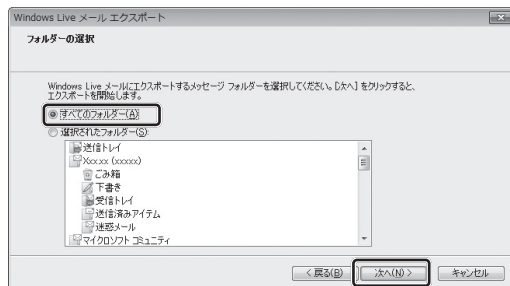 Windows Live メール エクスポート
フォルダーの選択
Windows Live メールにエクスポートするメッセージ フォルダーを選択してください。[次へ] をクリックすると、
エクスポートを開始します。
すべてのフォルダー(A)
選択されたフォルダー(S):
送信トレイ
Xxx.xx (xxxxx)
ごみ箱
下書き
受信トレイ
送信済みアイテム
迷惑メール
マイクロソフト コミュニティ
< 戻る(B)
次へ(N) >
キャンセル